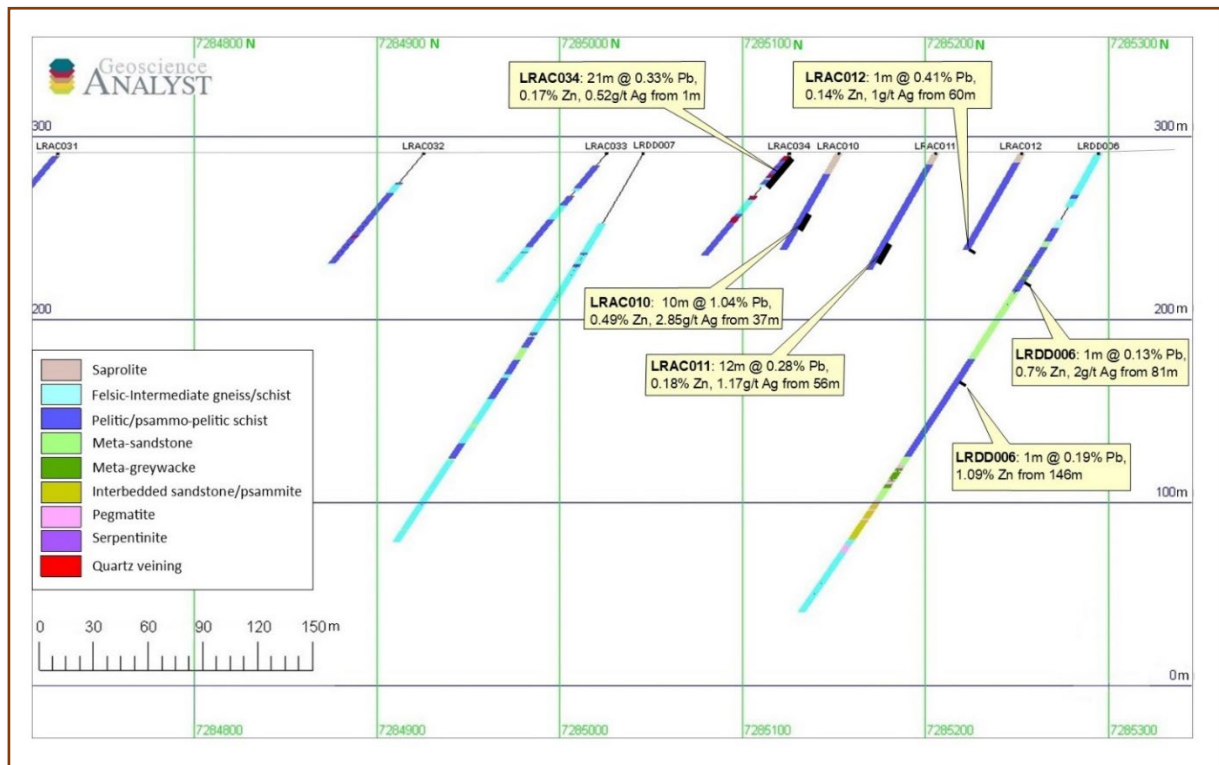 7284800 N
7284900 N
7285000 N
7285100 N
7285200 N
7285300 N
Geoscience
ANALYST
LRAC034: 21m @ 0.33% Pb,
0.17% Zn, 0.52g/t Ag from 1m
LRAC012: 1m @ 0.41% Pb,
0.14% Zn, 1g/t Ag from 60m
300
300 m
LRAC031
LRAC032
LRAC033
LRDD007
LRAC034
LRAC010
LRAC011
LRAC012
LRDD006
LRAC010: 10m @ 1.04% Pb,
0.49% Zn, 2.85g/t Ag from 37m
200
200 m
LRAC011: 12m @ 0.28% Pb,
0.18% Zn, 1.17g/t Ag from 56m
LRDD006: 1m @ 0.13% Pb,
0.7% Zn, 2g/t Ag from 81m
LRDD006: 1m @ 0.19% Pb,
1.09% Zn from 146m
Saprolite
Felsic-Intermediate gneiss/schist
Pelitic/psammo-pelitic schist
Meta-sandstone
Meta-greywacke
Interbedded sandstone/psammite
Pegmatite
Serpentinite
Quartz veining
100m
0 30 60 90 120 150 m
0m
7284800
7284900
7285000
7285100
7285200
7285300